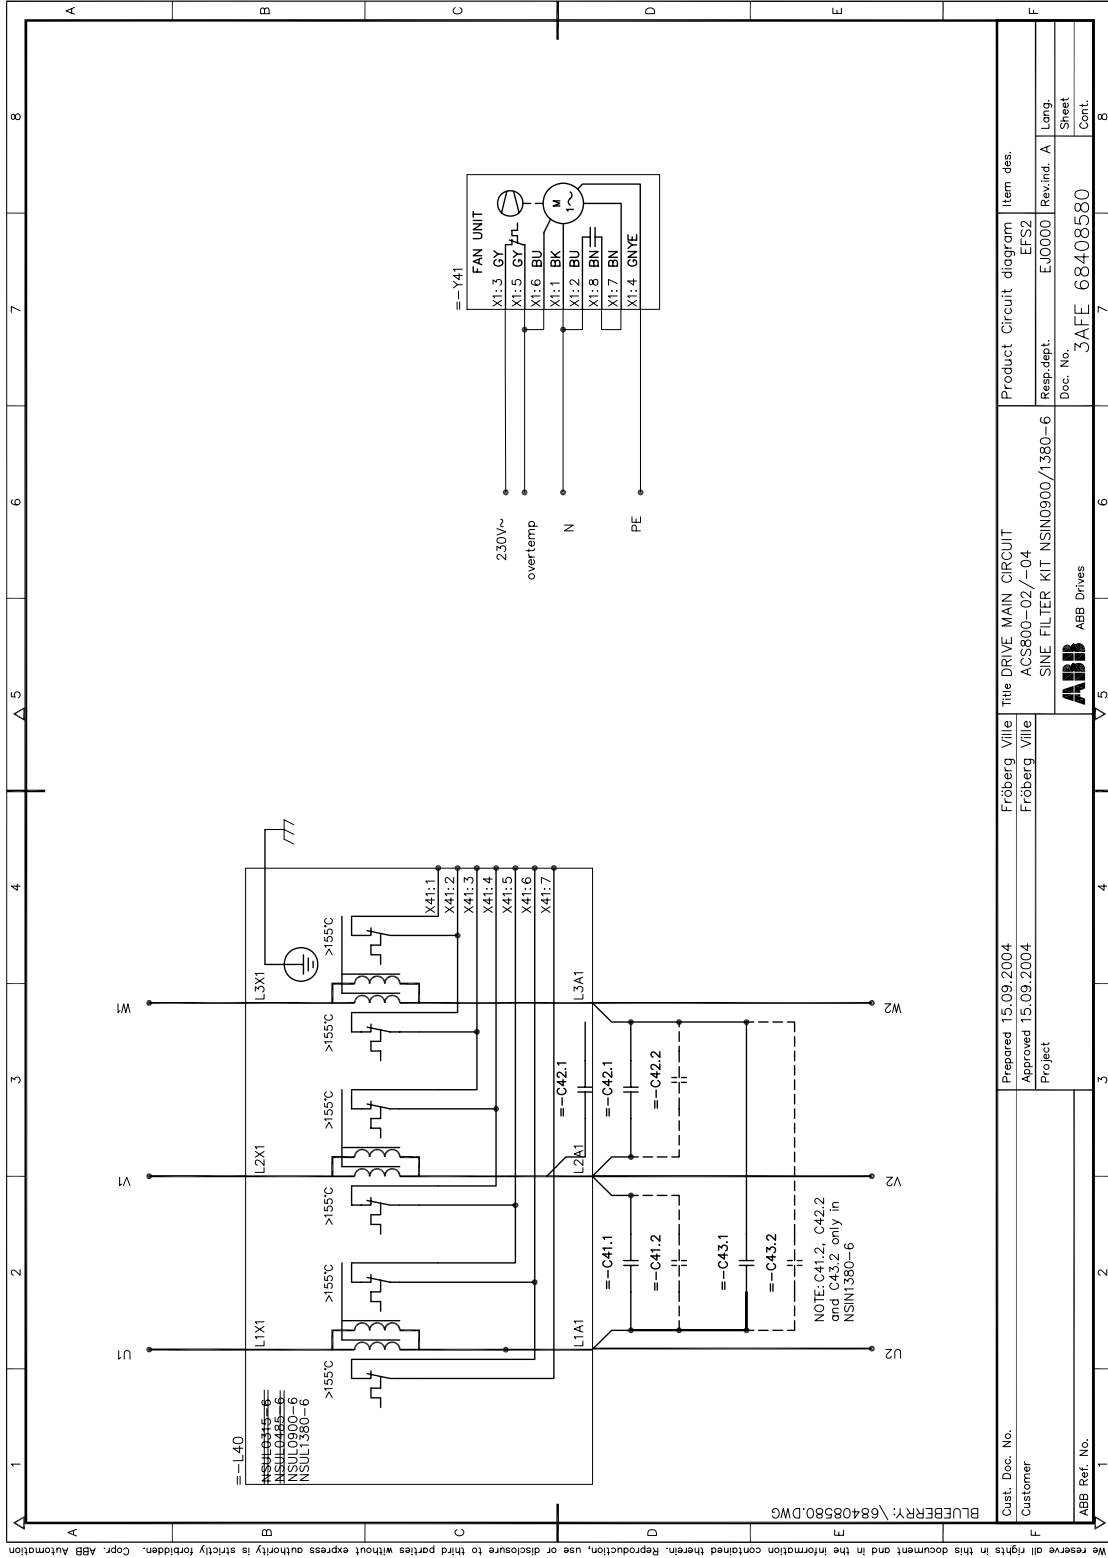 1 2 3 4 5 6 7 8
A
B
C
D
E
F
=-L40
NSUL0315-6
NSUL0485-6
NSUL0900-6
NSUL1380-6
U1
V1
W1
L1X1
L2X1
L3X1
>155°C
>155°C
>155°C
>155°C
>155°C
>155°C
X41:1
X41:2
X41:3
X41:4
X41:5
X41:6
X41:7
L1A1
L2A1
L3A1
=-C42.1
=-C41.1
=-C42.1
=-C41.2
=-C42.2
=-C43.1
=-C43.2
NOTE: C41.2, C42.2
and C43.2 only in
NSIN1380-6
U2
V2
W2
=-Y41
FAN UNIT
X1:3 GY
X1:5 GY
X1:6 BU
X1:1 BK
X1:2 BU
X1:8 BN
X1:7 BN
X1:4 GNYE
M
1~
230V~
overtemp
N
PE
BLUEBERRY:\68408580.DWG
Cust. Doc. No.
Customer
ABB Ref. No.
Prepared 15.09.2004 Fröberg Ville
Approved 15.09.2004 Fröberg Ville
Project
Title DRIVE MAIN CIRCUIT
ACS800-02/-04
SINE FILTER KIT NSIN0900/1380-6
ABB ABB Drives
Product Circuit diagram
EFS2
Item des.
Resp.dept. EJ0000
Rev.ind. A
Lang.
Doc. No.
3AFE 68408580
Sheet
Cont.
1 2 3 4 5 6 7 8
A
B
C
D
E
F
We reserve all rights in this document and in the information contained therein. Reproduction, use or disclosure to third parties without express authority is strictly forbidden. Copr. ABB Automation